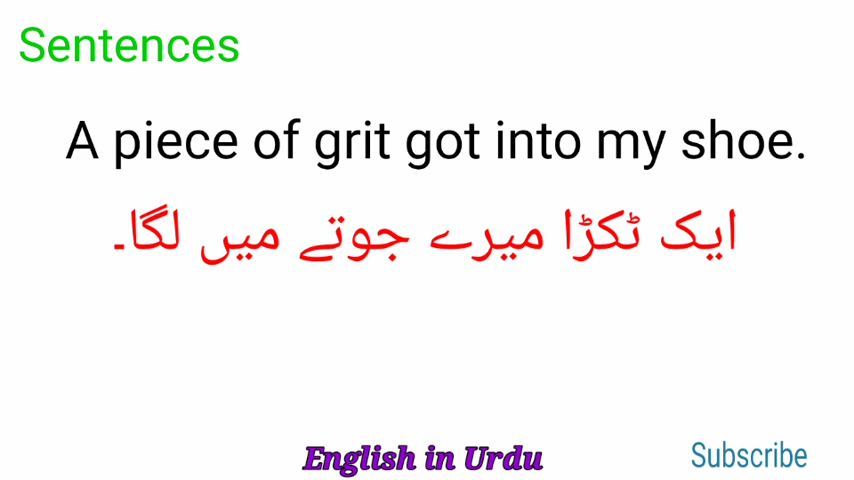 Sentences
A piece of grit got into my shoe.
ایک ٹکڑا میرے جوتے میں لگا۔
English in Urdu
Subscribe